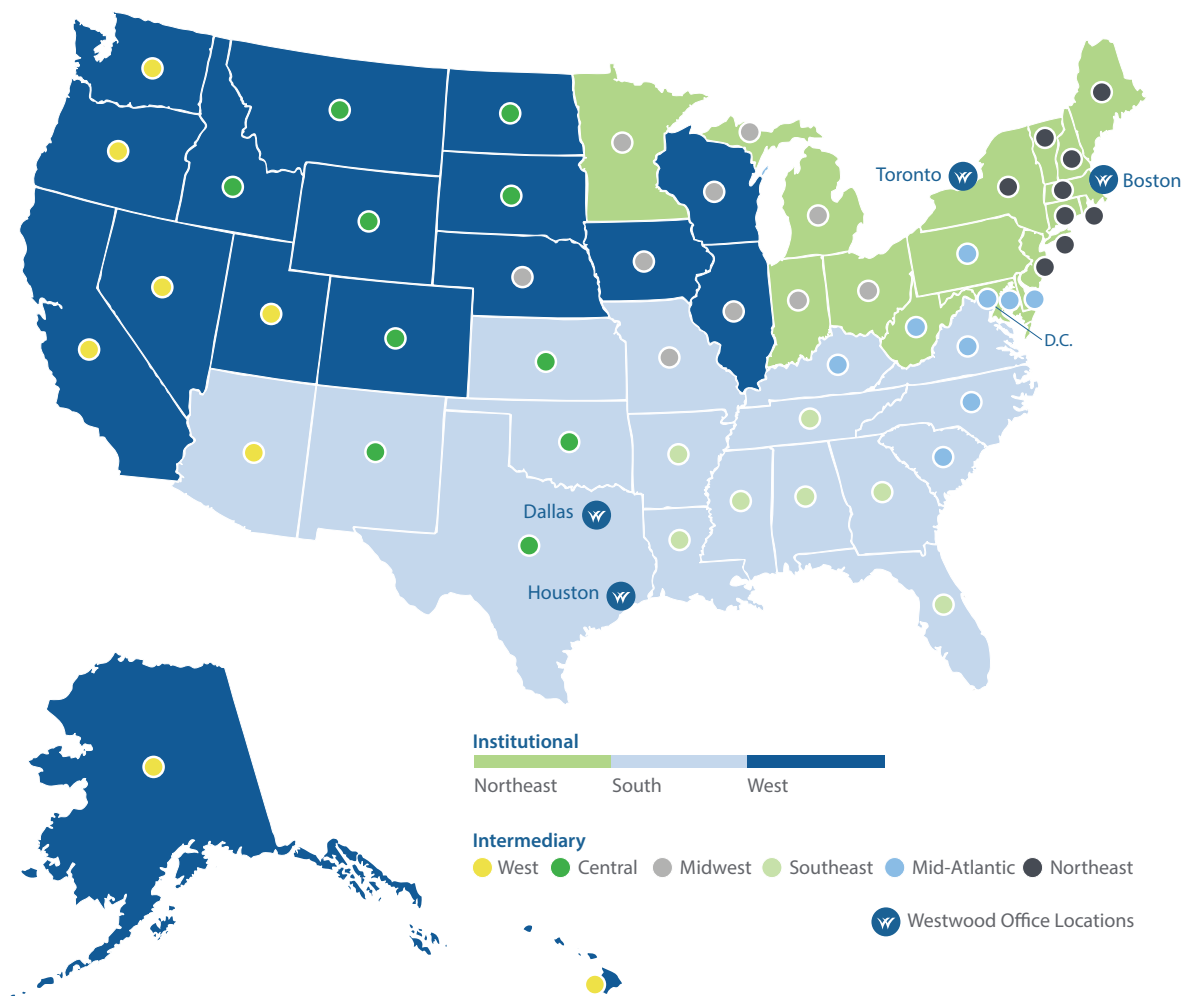 Toronto
Boston
D.C.
Dallas
Houston
Institutional
Northeast South West
Intermediary
West Central Midwest Southeast Mid-Atlantic Northeast
Westwood Office Locations